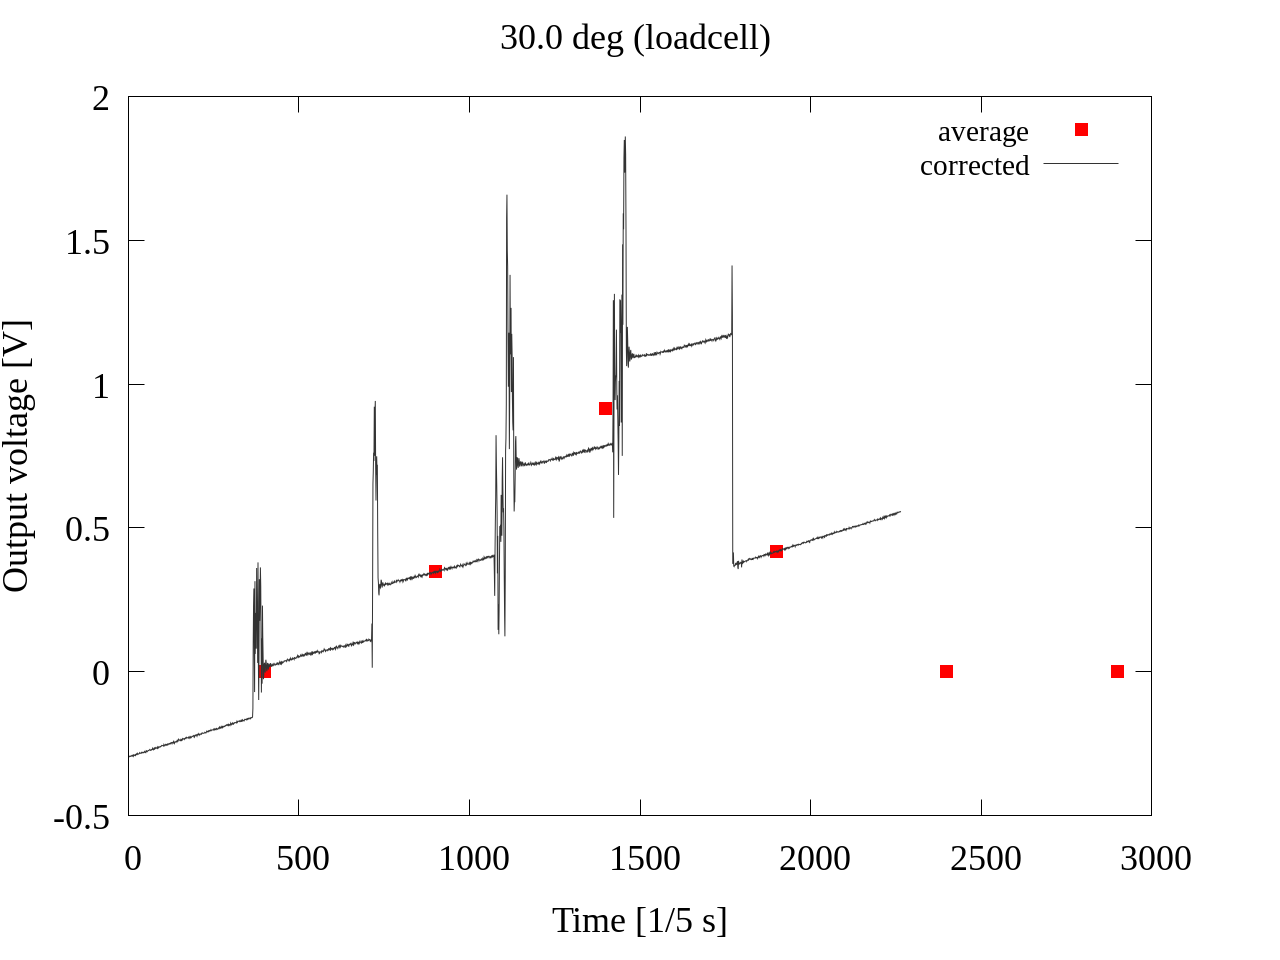 30.0 deg (loadcell)
average
corrected
Output voltage [V]
2
1.5
1
0.5
0
-0.5
0 500 1000 1500 2000 2500 3000
Time [1/5 s]